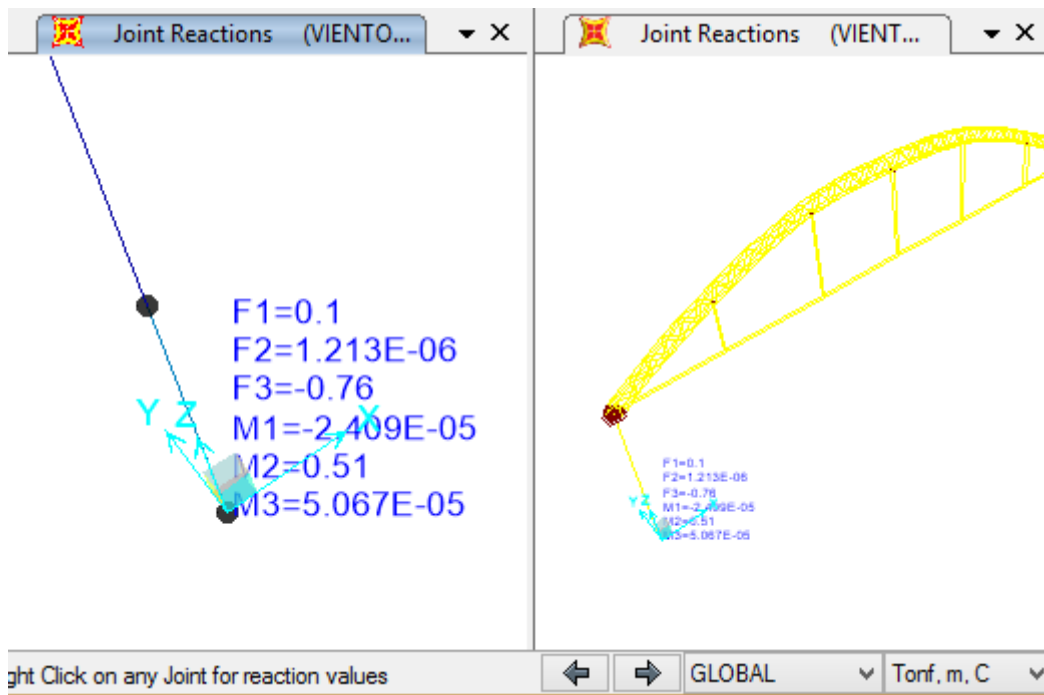 Joint Reactions (VIENTO...
Joint Reactions (VIENT...
F1=0.1
F2=1.213E-06
F3=-0.76
M1=-2.409E-05
M2=0.51
M3=5.067E-05
Y Z X
F1=0.1
F2=1.213E-06
F3=-0.76
M1=-2.409E-05
M2=0.51
M3=5.067E-05
Y Z X
ght Click on any Joint for reaction values
GLOBAL
Tonf, m, C